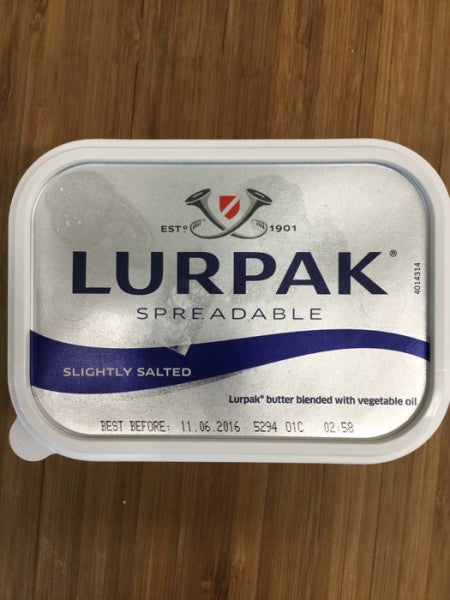 ESTD 1901
LURPAK®
SPREADABLE
4014314
SLIGHTLY SALTED
Lurpak® butter blended with vegetable oil
BEST BEFORE: 11.06.2016 5294 01C 02:58